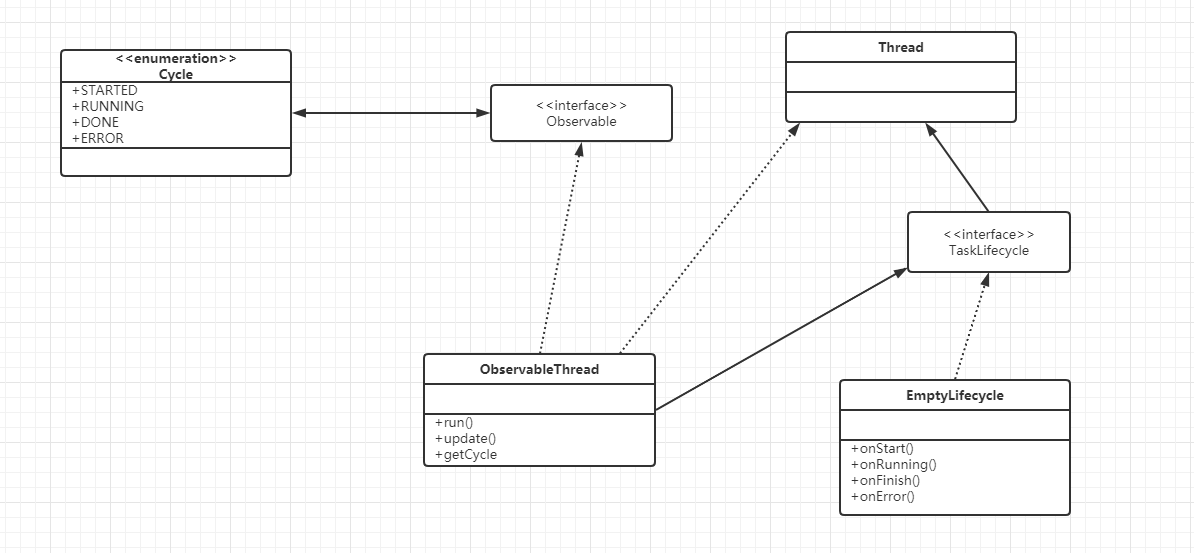 <<enumeration>>
Cycle
+STARTED
+RUNNING
+DONE
+ERROR
<<interface>>
Observable
Thread
<<interface>>
TaskLifecycle
ObservableThread
+run()
+update()
+getCycle
EmptyLifecycle
+onStart()
+onRunning()
+onFinish()
+onError()